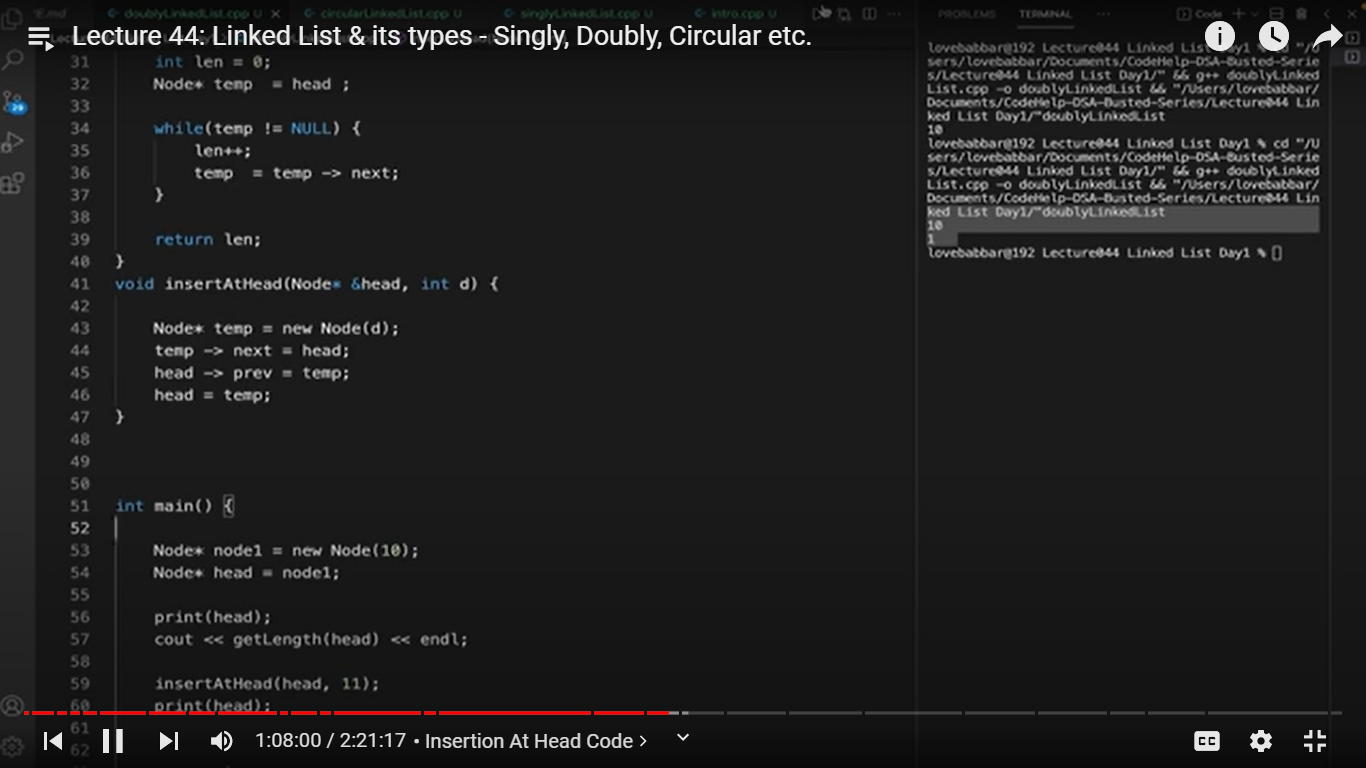 Lecture 44: Linked List & its types - Singly, Doubly, Circular etc.
doublyLinkedList.cpp U
circularLinkedList.cpp U
singlyLinkedList.cpp U
intro.cpp U
31 int len = 0;
32 Node* temp = head ;
33
34 while(temp != NULL) {
35 len++;
36 temp = temp -> next;
37 }
38
39 return len;
40 }
41 void insertAtHead(Node* &head, int d) {
42
43 Node* temp = new Node(d);
44 temp -> next = head;
45 head -> prev = temp;
46 head = temp;
47 }
48
49
50
51 int main() {
52
53 Node* node1 = new Node(10);
54 Node* head = node1;
55
56 print(head);
57 cout << getLength(head) << endl;
58
59 insertAtHead(head, 11);
60 print(head);
61
62
PROBLEMS TERMINAL ... Code
lovebabbar@192 Lecture044 Linked List Day1 % cd "/U
sers/lovebabbar/Documents/CodeHelp-DSA-Busted-Serie
s/Lecture044 Linked List Day1/" && g++ doublyLinked
List.cpp -o doublyLinkedList && "/Users/lovebabbar/
Documents/CodeHelp-DSA-Busted-Series/Lecture044 Lin
ked List Day1/"doublyLinkedList
10
lovebabbar@192 Lecture044 Linked List Day1 % cd "/U
sers/lovebabbar/Documents/CodeHelp-DSA-Busted-Serie
s/Lecture044 Linked List Day1/" && g++ doublyLinked
List.cpp -o doublyLinkedList && "/Users/lovebabbar/
Documents/CodeHelp-DSA-Busted-Series/Lecture044 Lin
ked List Day1/"doublyLinkedList
10
1
lovebabbar@192 Lecture044 Linked List Day1 %
1:08:00 / 2:21:17 • Insertion At Head Code
CC